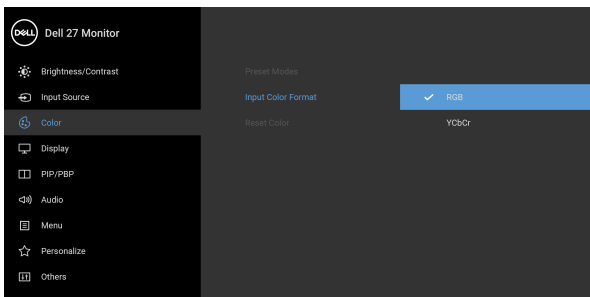 DELL Dell 27 Monitor
Brightness/Contrast
Preset Modes
Input Source
Input Color Format
RGB
Color
Reset Color
YCbCr
Display
PIP/PBP
Audio
Menu
Personalize
Others